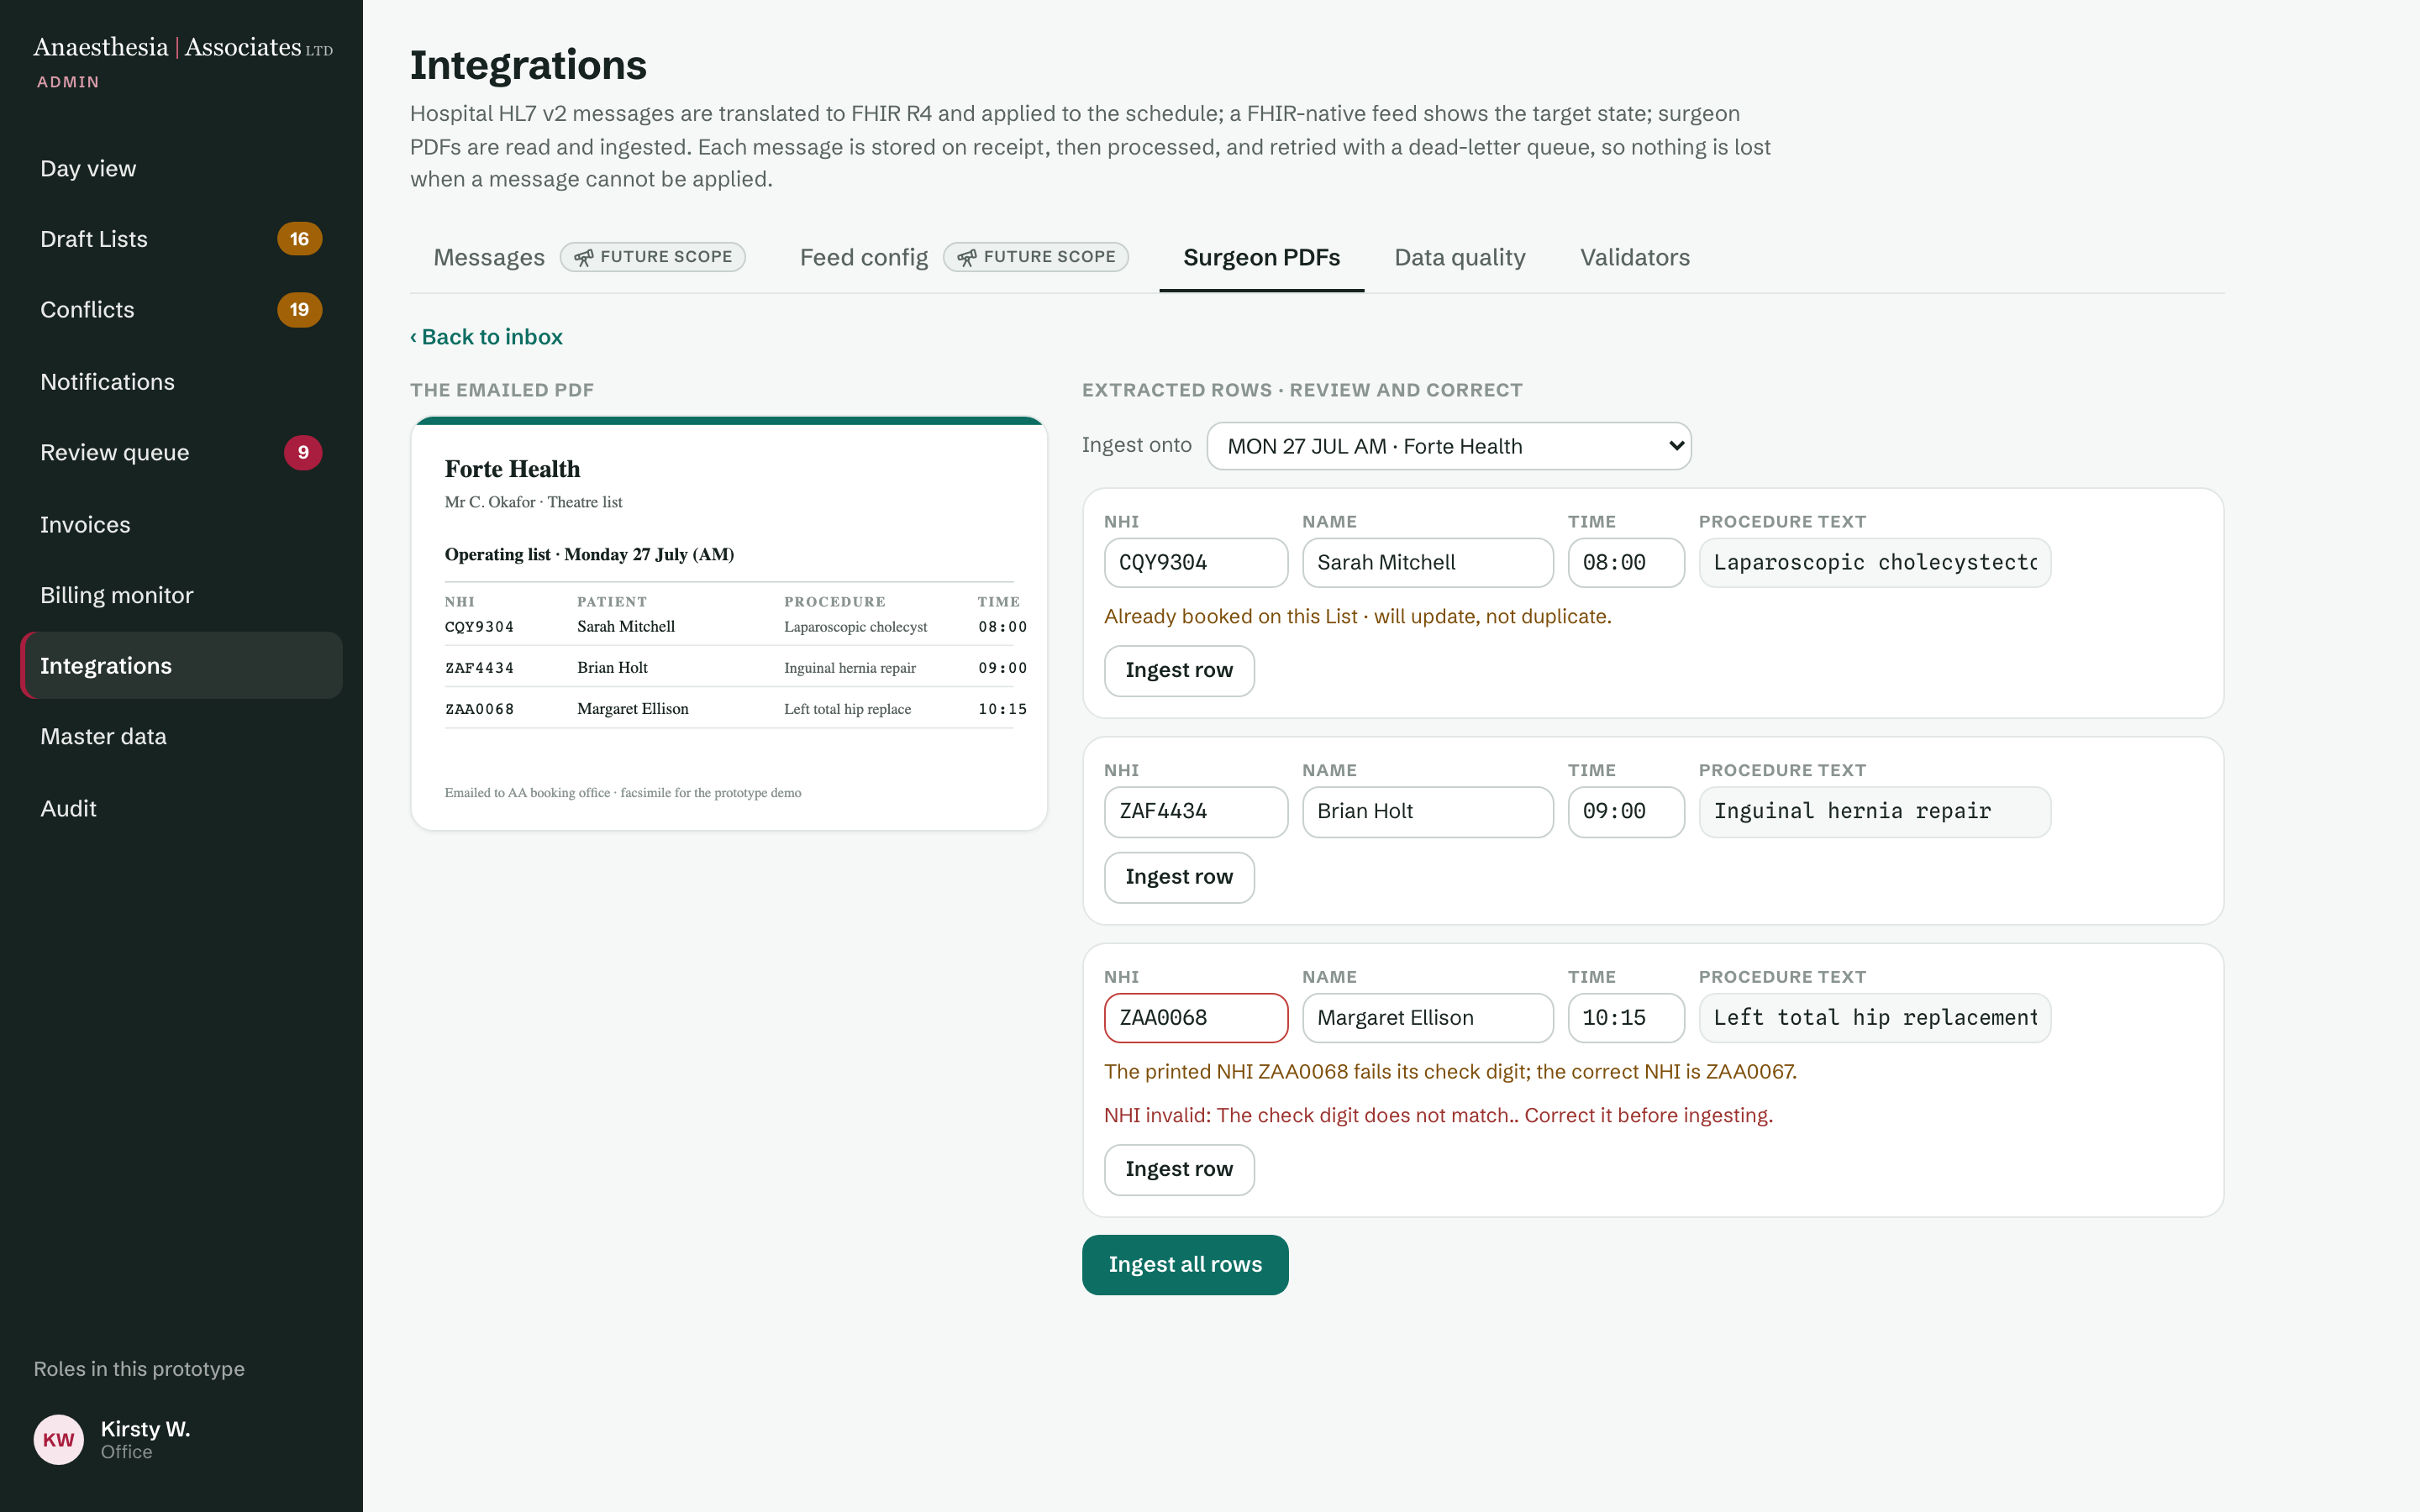 Anaesthesia | Associates LTD
ADMIN
Day view
Draft Lists 16
Conflicts 19
Notifications
Review queue 9
Invoices
Billing monitor
Integrations
Master data
Audit
Roles in this prototype
KW
Kirsty W.
Office
Integrations
Hospital HL7 v2 messages are translated to FHIR R4 and applied to the schedule; a FHIR-native feed shows the target state; surgeon
PDFs are read and ingested. Each message is stored on receipt, then processed, and retried with a dead-letter queue, so nothing is lost
when a message cannot be applied.
Messages FUTURE SCOPE Feed config FUTURE SCOPE Surgeon PDFs Data quality Validators
‹ Back to inbox
THE EMAILED PDF
Forte Health
Mr C. Okafor · Theatre list
Operating list · Monday 27 July (AM)
NHI PATIENT PROCEDURE TIME
CQY9304 Sarah Mitchell Laparoscopic cholecyst 08:00
ZAF4434 Brian Holt Inguinal hernia repair 09:00
ZAA0068 Margaret Ellison Left total hip replace 10:15
Emailed to AA booking office · facsimile for the prototype demo
EXTRACTED ROWS · REVIEW AND CORRECT
Ingest onto MON 27 JUL AM · Forte Health
NHI NAME TIME PROCEDURE TEXT
CQY9304 Sarah Mitchell 08:00 Laparoscopic cholecystecto
Already booked on this List · will update, not duplicate.
Ingest row
NHI NAME TIME PROCEDURE TEXT
ZAF4434 Brian Holt 09:00 Inguinal hernia repair
Ingest row
NHI NAME TIME PROCEDURE TEXT
ZAA0068 Margaret Ellison 10:15 Left total hip replacement
The printed NHI ZAA0068 fails its check digit; the correct NHI is ZAA0067.
NHI invalid: The check digit does not match.. Correct it before ingesting.
Ingest row
Ingest all rows